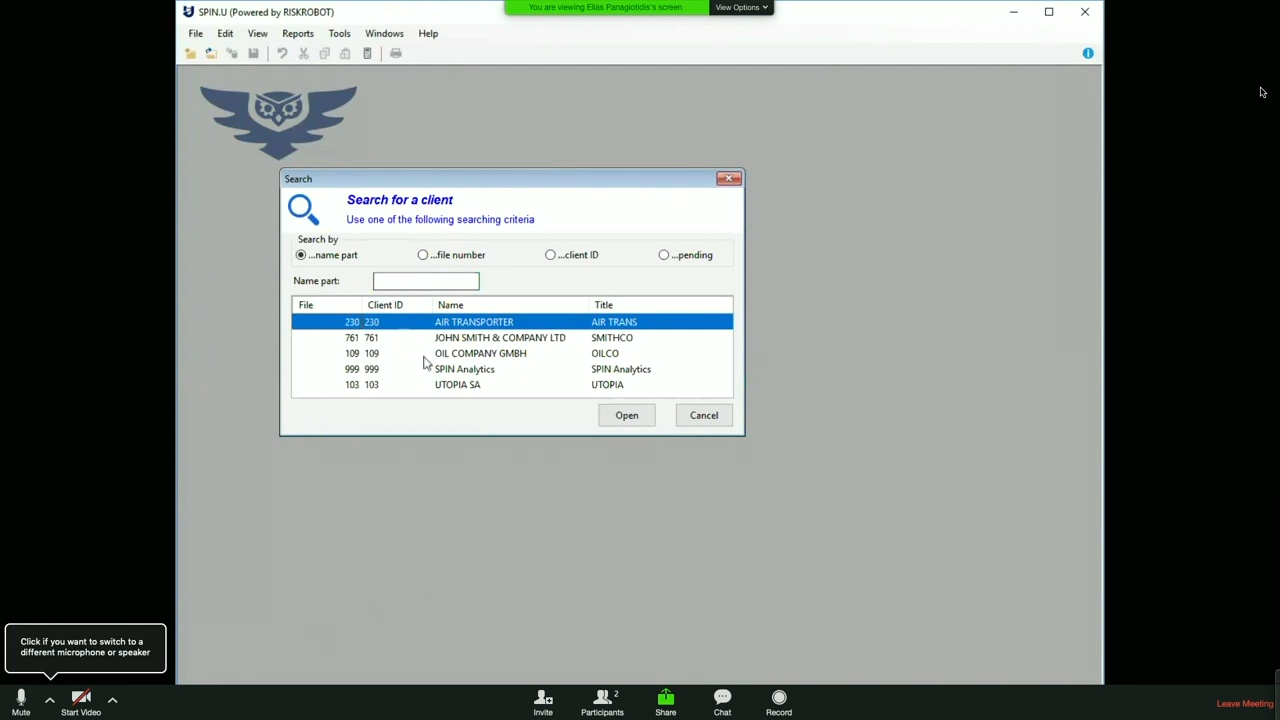 SPIN.U (Powered by RISKROBOT)
You are viewing Elias Panagiotidis's screen
View Options
File Edit View Reports Tools Windows Help
Search
Search for a client
Use one of the following searching criteria
Search by
...name part ...file number ...client ID ...pending
Name part:
File Client ID Name Title
230 230 AIR TRANSPORTER AIR TRANS
761 761 JOHN SMITH & COMPANY LTD SMITHCO
109 109 OIL COMPANY GMBH OILCO
999 999 SPIN Analytics SPIN Analytics
103 103 UTOPIA SA UTOPIA
Open Cancel
Click if you want to switch to a
different microphone or speaker
Mute Start Video Invite Participants 2 Share Chat Record Leave Meeting